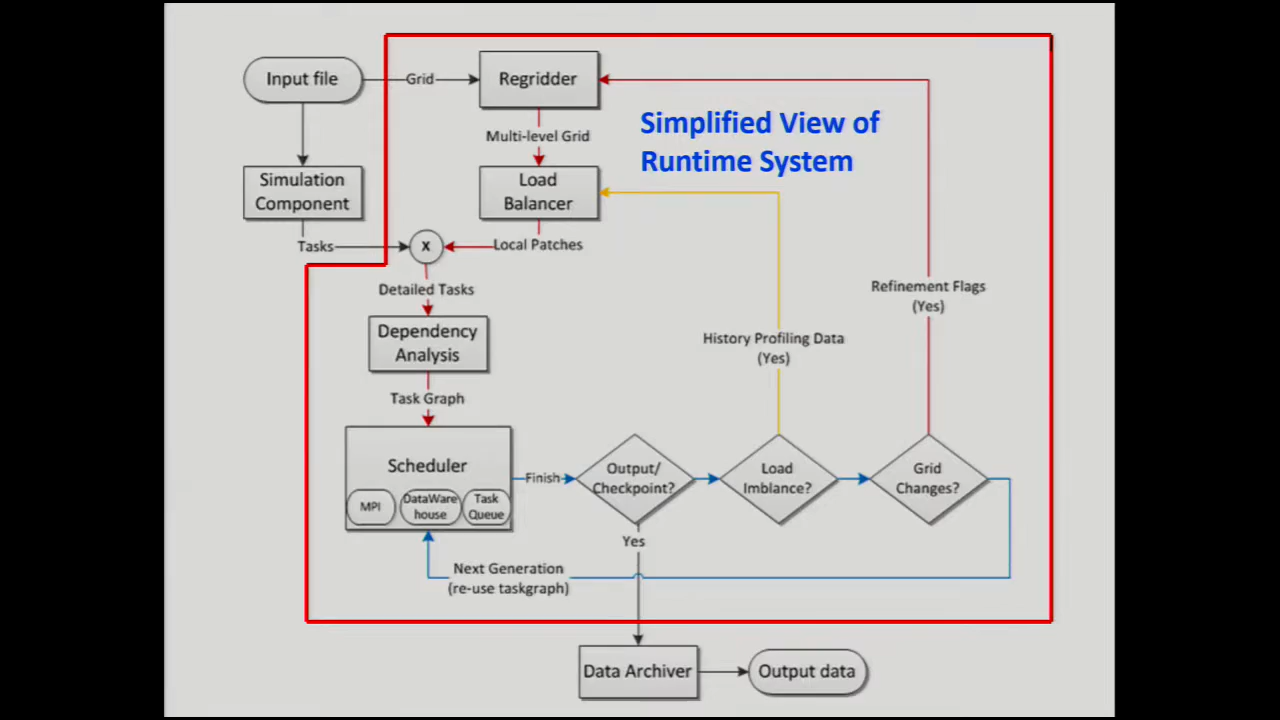 Input file
Grid
Regridder
Simplified View of
Runtime System
Multi-level Grid
Simulation
Component
Load
Balancer
Tasks
X
Local Patches
Detailed Tasks
Refinement Flags
(Yes)
Dependency
Analysis
History Profiling Data
(Yes)
Task Graph
Scheduler
MPI
DataWare
house
Task
Queue
Finish
Output/
Checkpoint?
Load
Imblance?
Grid
Changes?
Yes
Next Generation
(re-use taskgraph)
Data Archiver
Output data